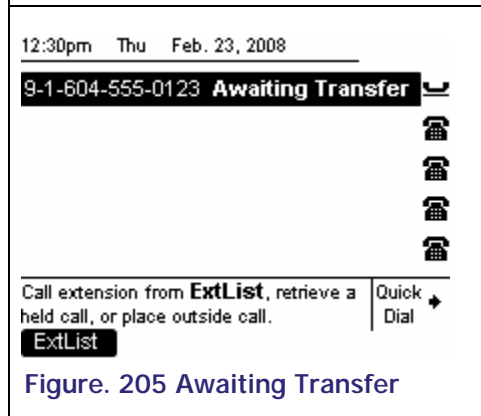 12:30pm Thu Feb. 23, 2008
9-1-604-555-0123 Awaiting Transfer
Call extension from ExtList, retrieve a
held call, or place outside call.
Quick
Dial
ExtList
Figure. 205 Awaiting Transfer